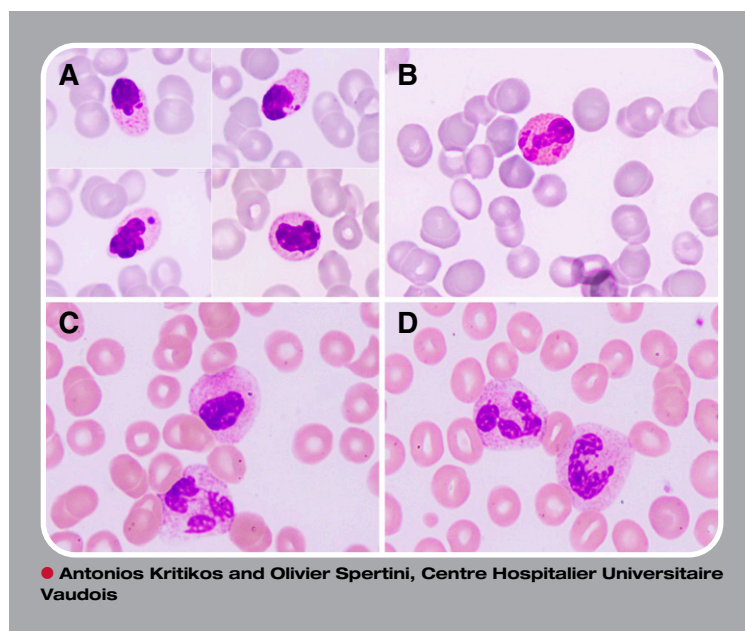 A
B
C
D
● Antonios Kritikos and Olivier Spertini, Centre Hospitalier Universitaire
Vaudois